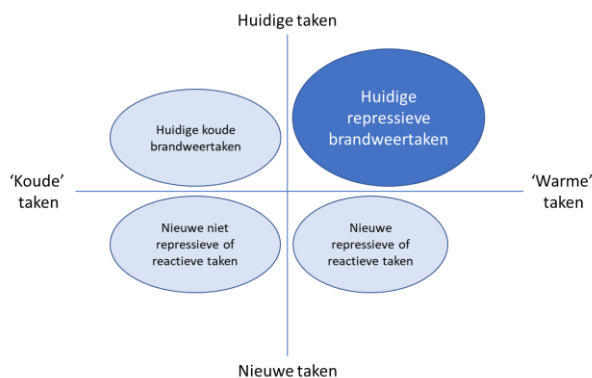 Huidige taken
Huidige
repressieve
brandweertaken
Huidige koude
brandweertaken
'Koude'
taken
'Warme'
taken
Nieuwe niet
repressieve of
reactieve taken
Nieuwe
repressieve of
reactieve taken
Nieuwe taken